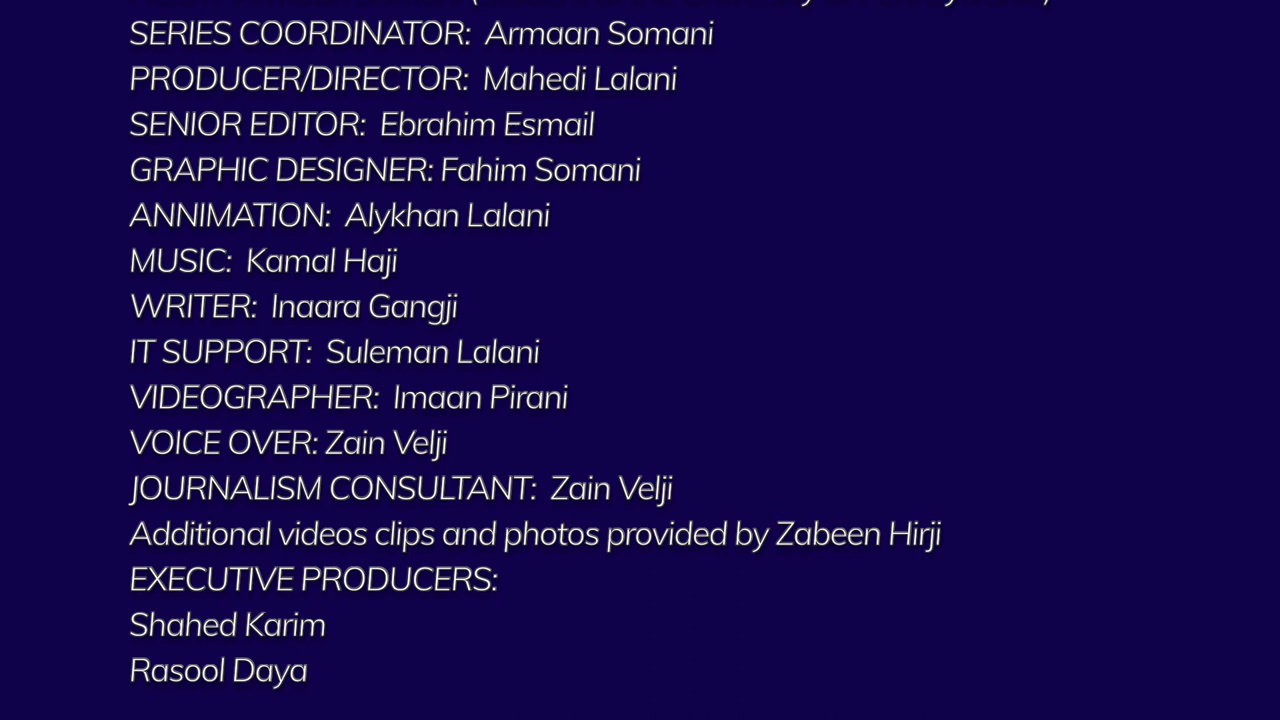 SERIES COORDINATOR: Armaan Somani
PRODUCER/DIRECTOR: Mahedi Lalani
SENIOR EDITOR: Ebrahim Esmail
GRAPHIC DESIGNER: Fahim Somani
ANNIMATION: Alykhan Lalani
MUSIC: Kamal Haji
WRITER: Inaara Gangji
IT SUPPORT: Suleman Lalani
VIDEOGRAPHER: Imaan Pirani
VOICE OVER: Zain Velji
JOURNALISM CONSULTANT: Zain Velji
Additional videos clips and photos provided by Zabeen Hirji
EXECUTIVE PRODUCERS:
Shahed Karim
Rasool Daya